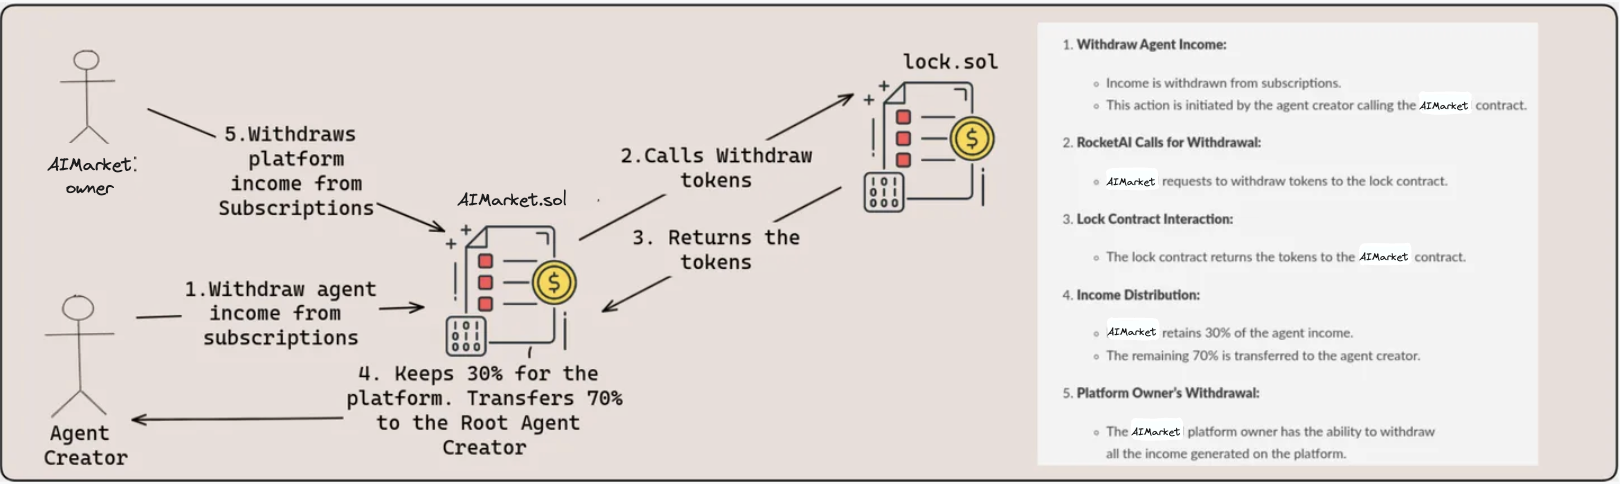 AIMarket:
owner
5.Withdraws
platform
income from
Subscriptions
1.Withdraw agent
income from
subscriptions
Agent
Creator
AIMarket.sol
101
011
000
4. Keeps 30% for the
platform. Transfers 70%
to the Root Agent
Creator
2.Calls Withdraw
tokens
3. Returns the
tokens
lock.sol
$
101
011
000
$
1. Withdraw Agent Income:
Income is withdrawn from subscriptions.
This action is initiated by the agent creator calling the AIMarket contract.
2. RocketAI Calls for Withdrawal:
AIMarket requests to withdraw tokens to the lock contract.
3. Lock Contract Interaction:
The lock contract returns the tokens to the AIMarket contract.
4. Income Distribution:
AIMarket retains 30% of the agent income.
The remaining 70% is transferred to the agent creator.
5. Platform Owner's Withdrawal:
The AIMarket platform owner has the ability to withdraw
all the income generated on the platform.